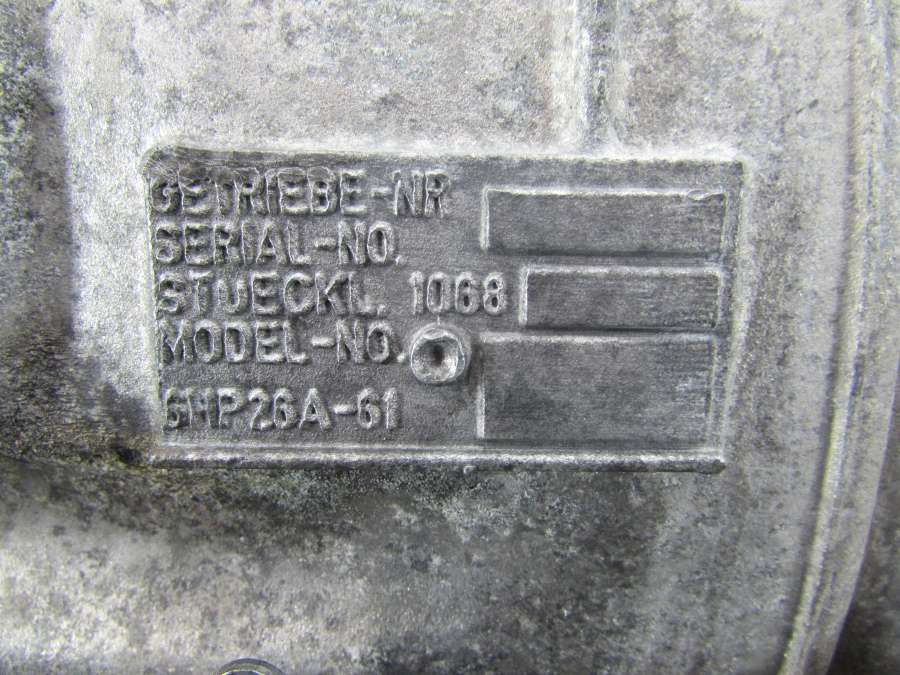 GETRIEBE-NR
SERIAL-NO.
STUECKL. 1068
MODEL-NO.
6HP26A-61